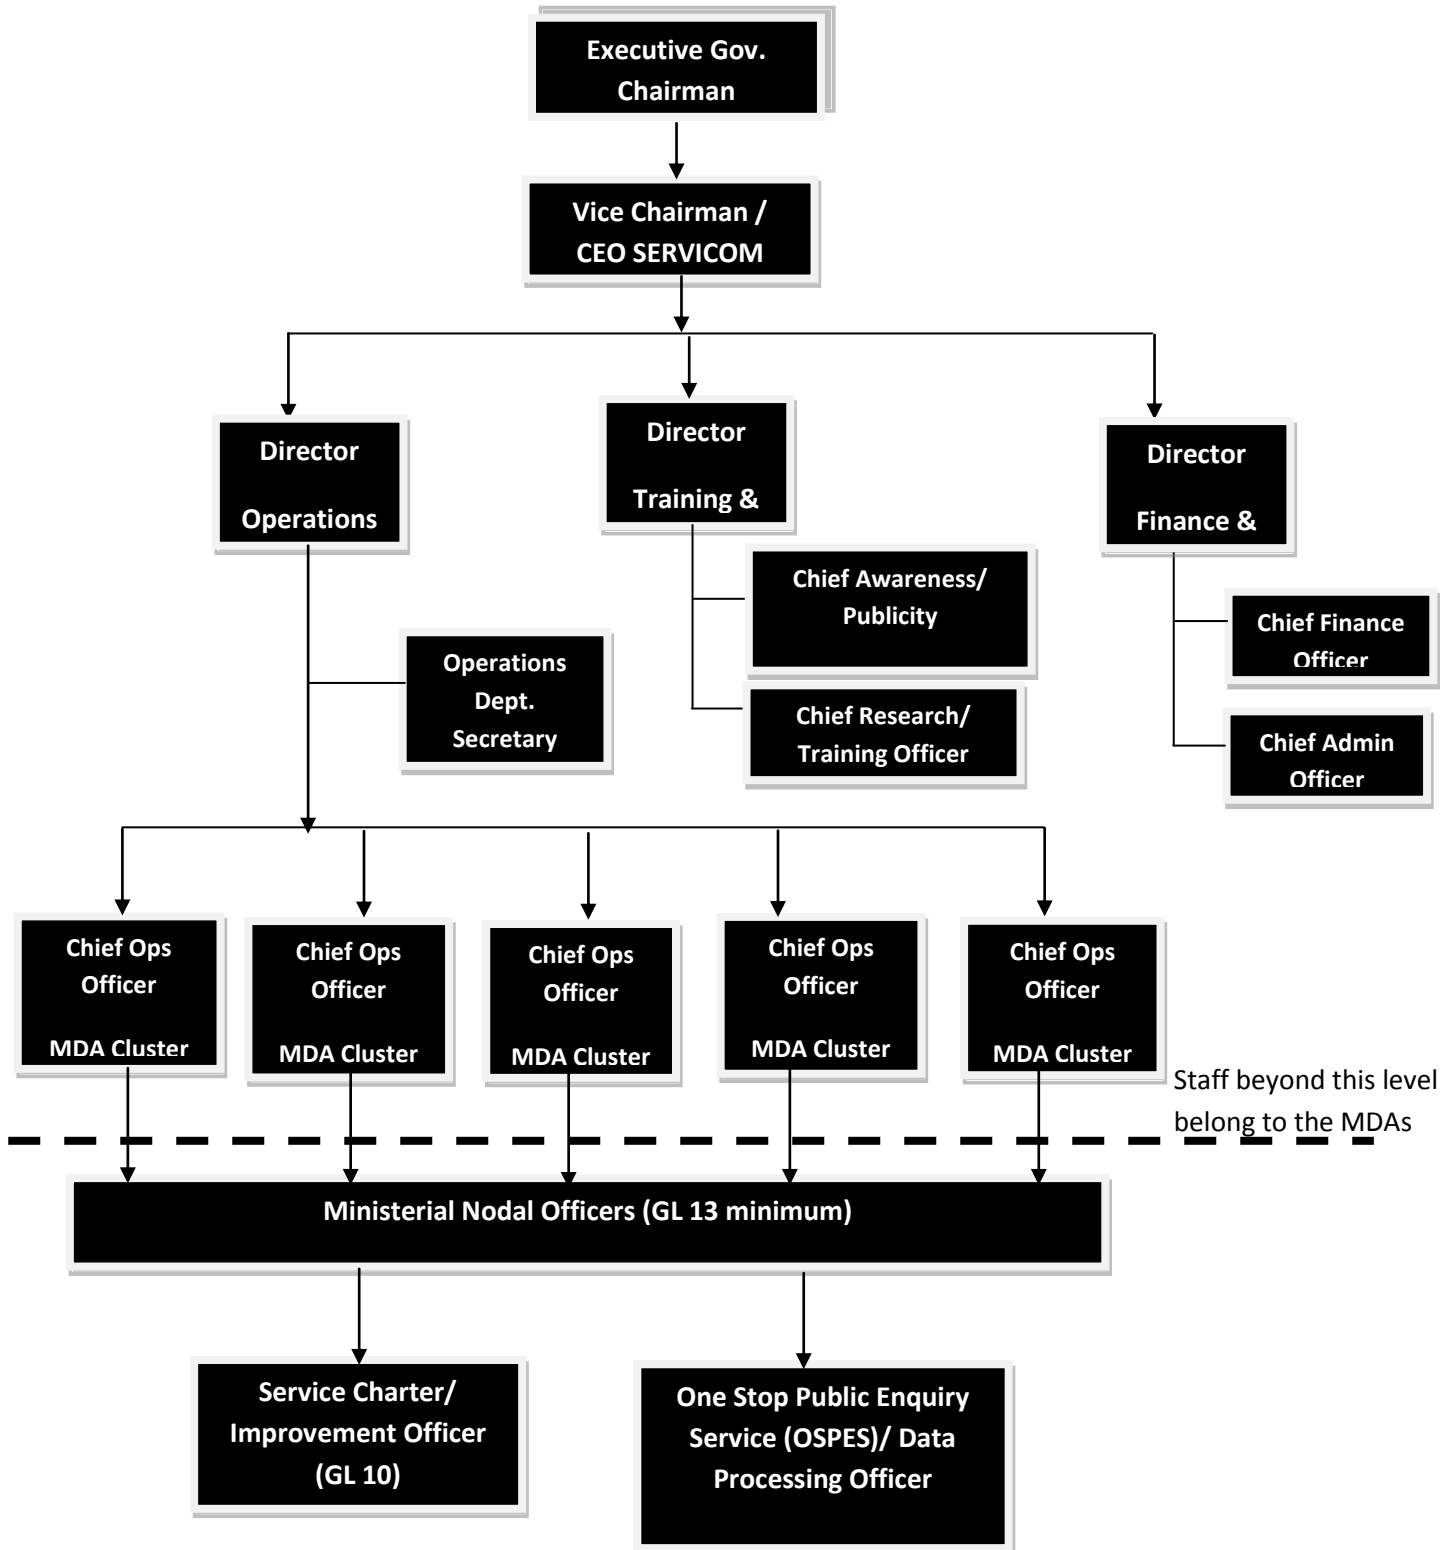 Executive Gov.
Chairman
Vice Chairman /
CEO SERVICOM
Director
Operations
Director
Training &
Director
Finance &
Chief Awareness/
Publicity
Chief Finance
Officer
Operations
Dept.
Secretary
Chief Research/
Training Officer
Chief Admin
Officer
Chief Ops
Officer
MDA Cluster
Chief Ops
Officer
MDA Cluster
Chief Ops
Officer
MDA Cluster
Chief Ops
Officer
MDA Cluster
Chief Ops
Officer
MDA Cluster
Staff beyond this level
belong to the MDAs
Ministerial Nodal Officers (GL 13 minimum)
Service Charter/
Improvement Officer
(GL 10)
One Stop Public Enquiry
Service (OSPES)/ Data
Processing Officer